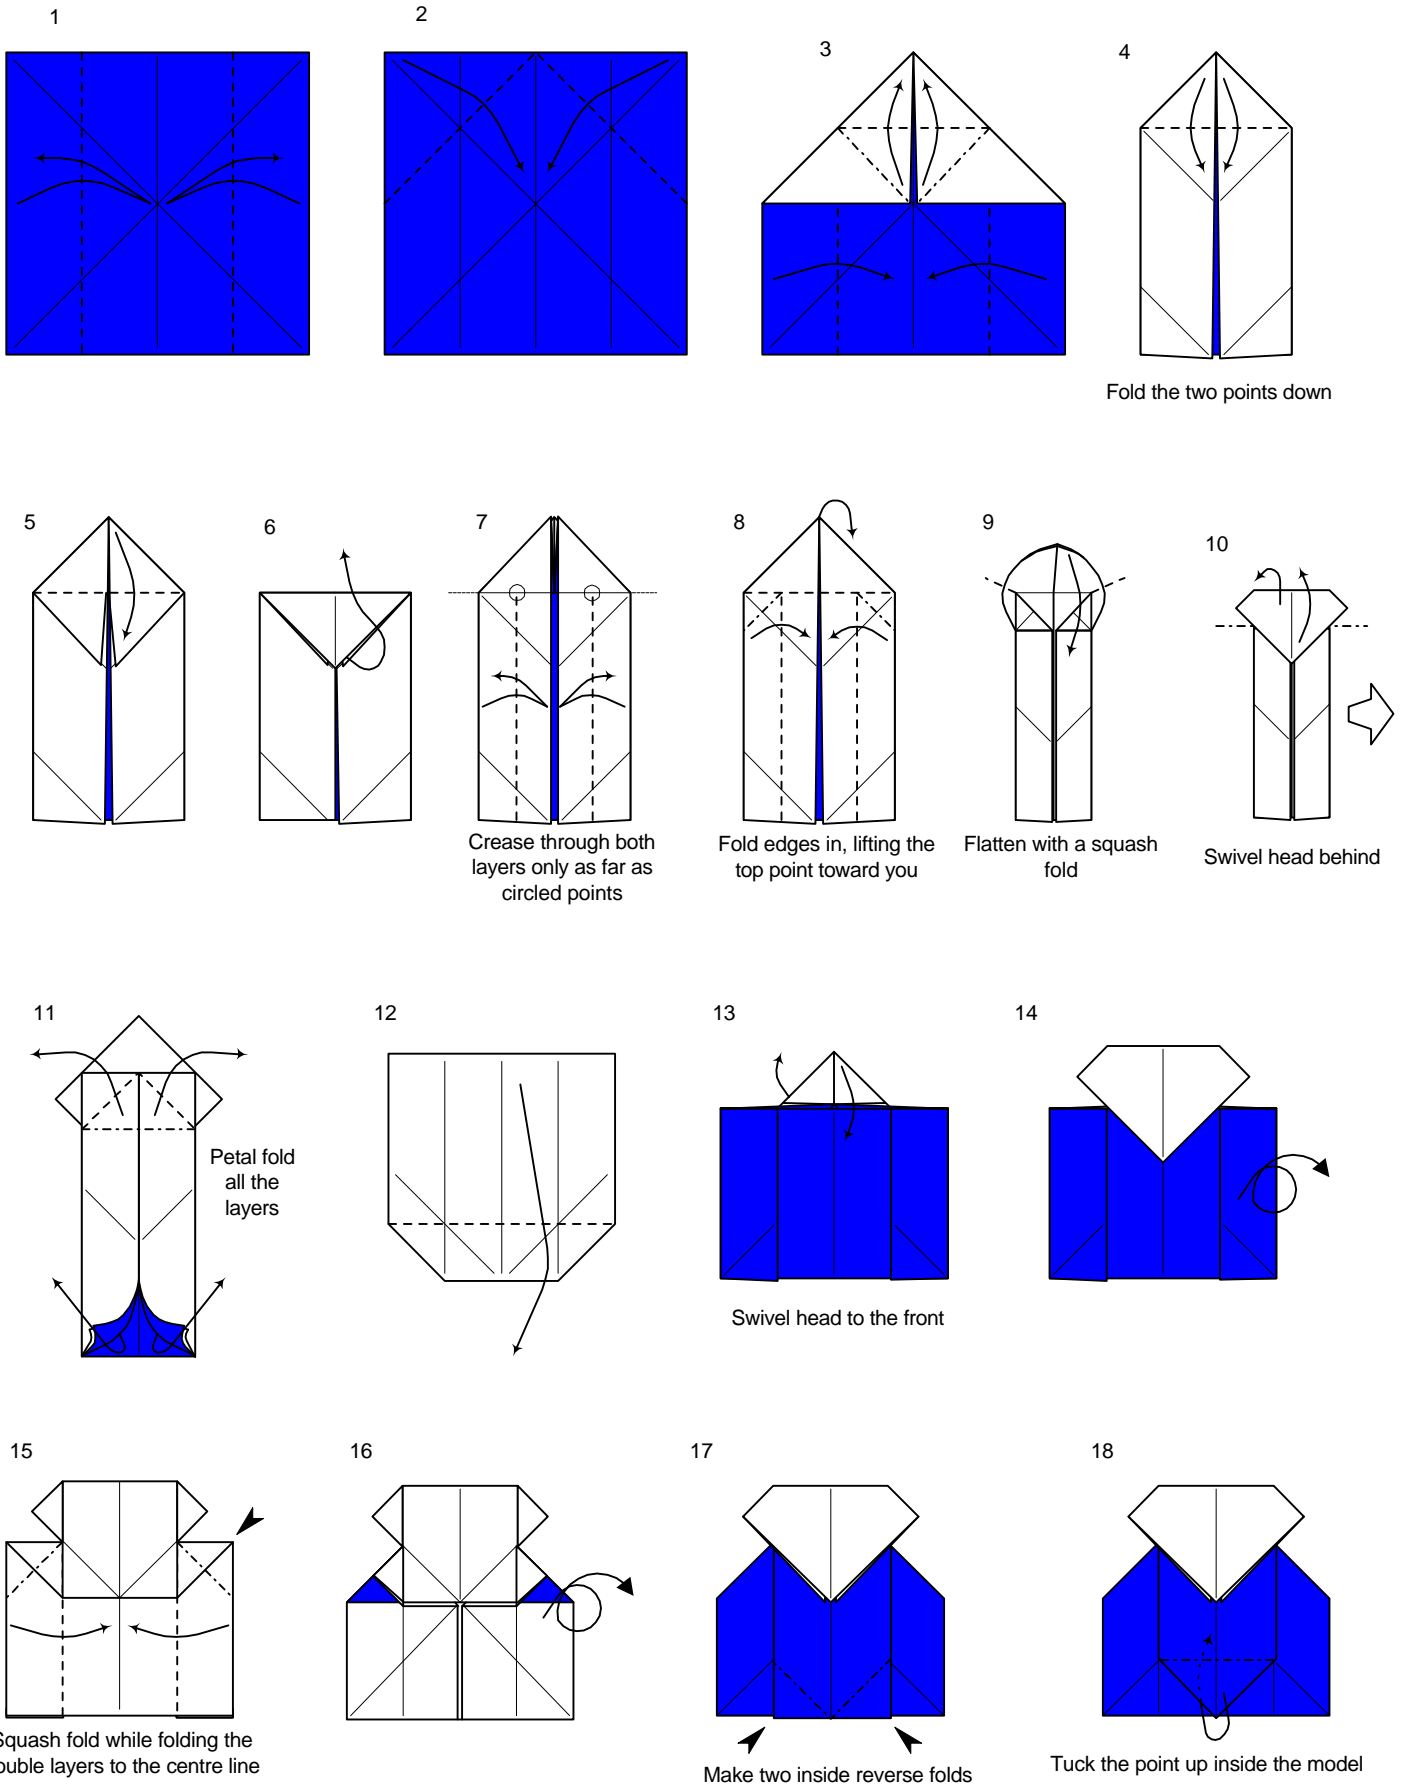 1
2
3
4
Fold the two points down
5
6
7
8
9
10
Crease through both
layers only as far as
circled points
Fold edges in, lifting the
top point toward you
Flatten with a squash
fold
Swivel head behind
11
12
13
14
Petal fold
all the
layers
Swivel head to the front
15
16
17
18
Squash fold while folding the
ouble layers to the centre line
Make two inside reverse folds
Tuck the point up inside the model